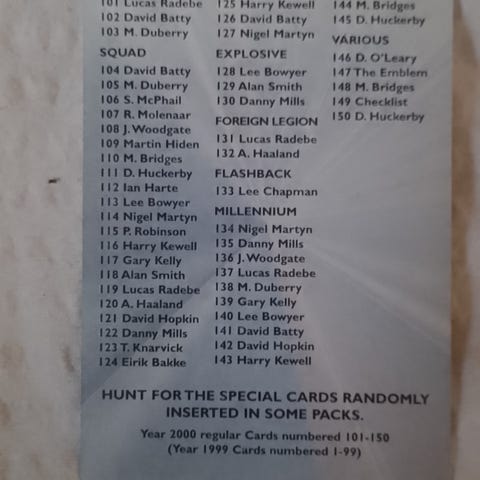 101 Lucas Radebe
102 David Batty
103 M. Duberry
SQUAD
104 David Batty
105 M. Duberry
106 S. McPhail
107 R. Molenaar
108 J. Woodgate
109 Martin Hiden
110 M. Bridges
111 D. Huckerby
112 Ian Harte
113 Lee Bowyer
114 Nigel Martyn
115 P. Robinson
116 Harry Kewell
117 Gary Kelly
118 Alan Smith
119 Lucas Radebe
120 A. Haaland
121 David Hopkin
122 Danny Mills
123 T. Knarvick
124 Eirik Bakke
125 Harry Kewell
126 David Batty
127 Nigel Martyn
EXPLOSIVE
128 Lee Bowyer
129 Alan Smith
130 Danny Mills
FOREIGN LEGION
131 Lucas Radebe
132 A. Haaland
FLASHBACK
133 Lee Chapman
MILLENNIUM
134 Nigel Martyn
135 Danny Mills
136 J. Woodgate
137 Lucas Radebe
138 M. Duberry
139 Gary Kelly
140 Lee Bowyer
141 David Batty
142 David Hopkin
143 Harry Kewell
144 M. Bridges
145 D. Huckerby
VARIOUS
146 D. O'Leary
147 The Emblem
148 M. Bridges
149 Checklist
150 D. Huckerby
HUNT FOR THE SPECIAL CARDS RANDOMLY
INSERTED IN SOME PACKS.
Year 2000 regular Cards numbered 101-150
(Year 1999 Cards numbered 1-99)